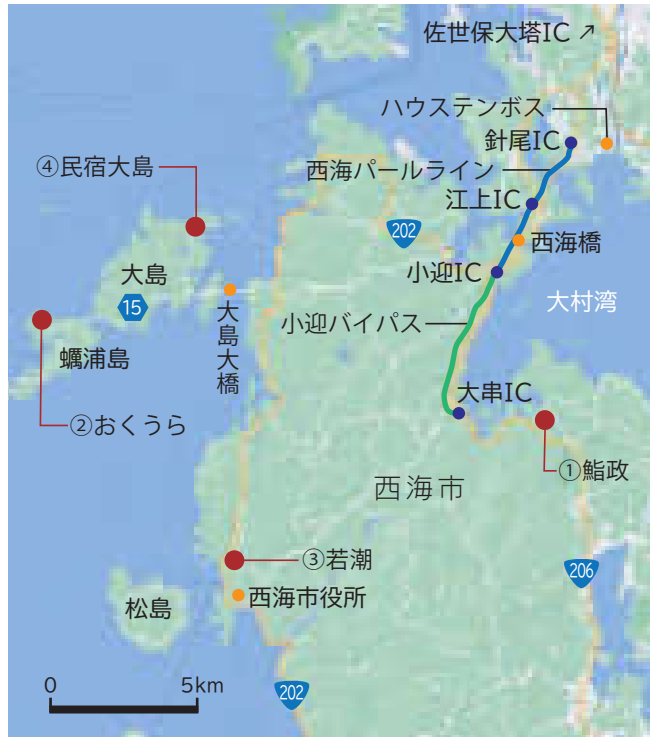 佐世保大塔IC ↗
ハウステンボス
針尾IC
④民宿大島
西海パールライン
江上IC
202
西海橋
大島
小迎IC
15
大島大橋
大村湾
小迎バイパス
蠣浦島
大串IC
②おくうら
①鮨政
西海市
③若潮
206
西海市役所
松島
0 5km
202